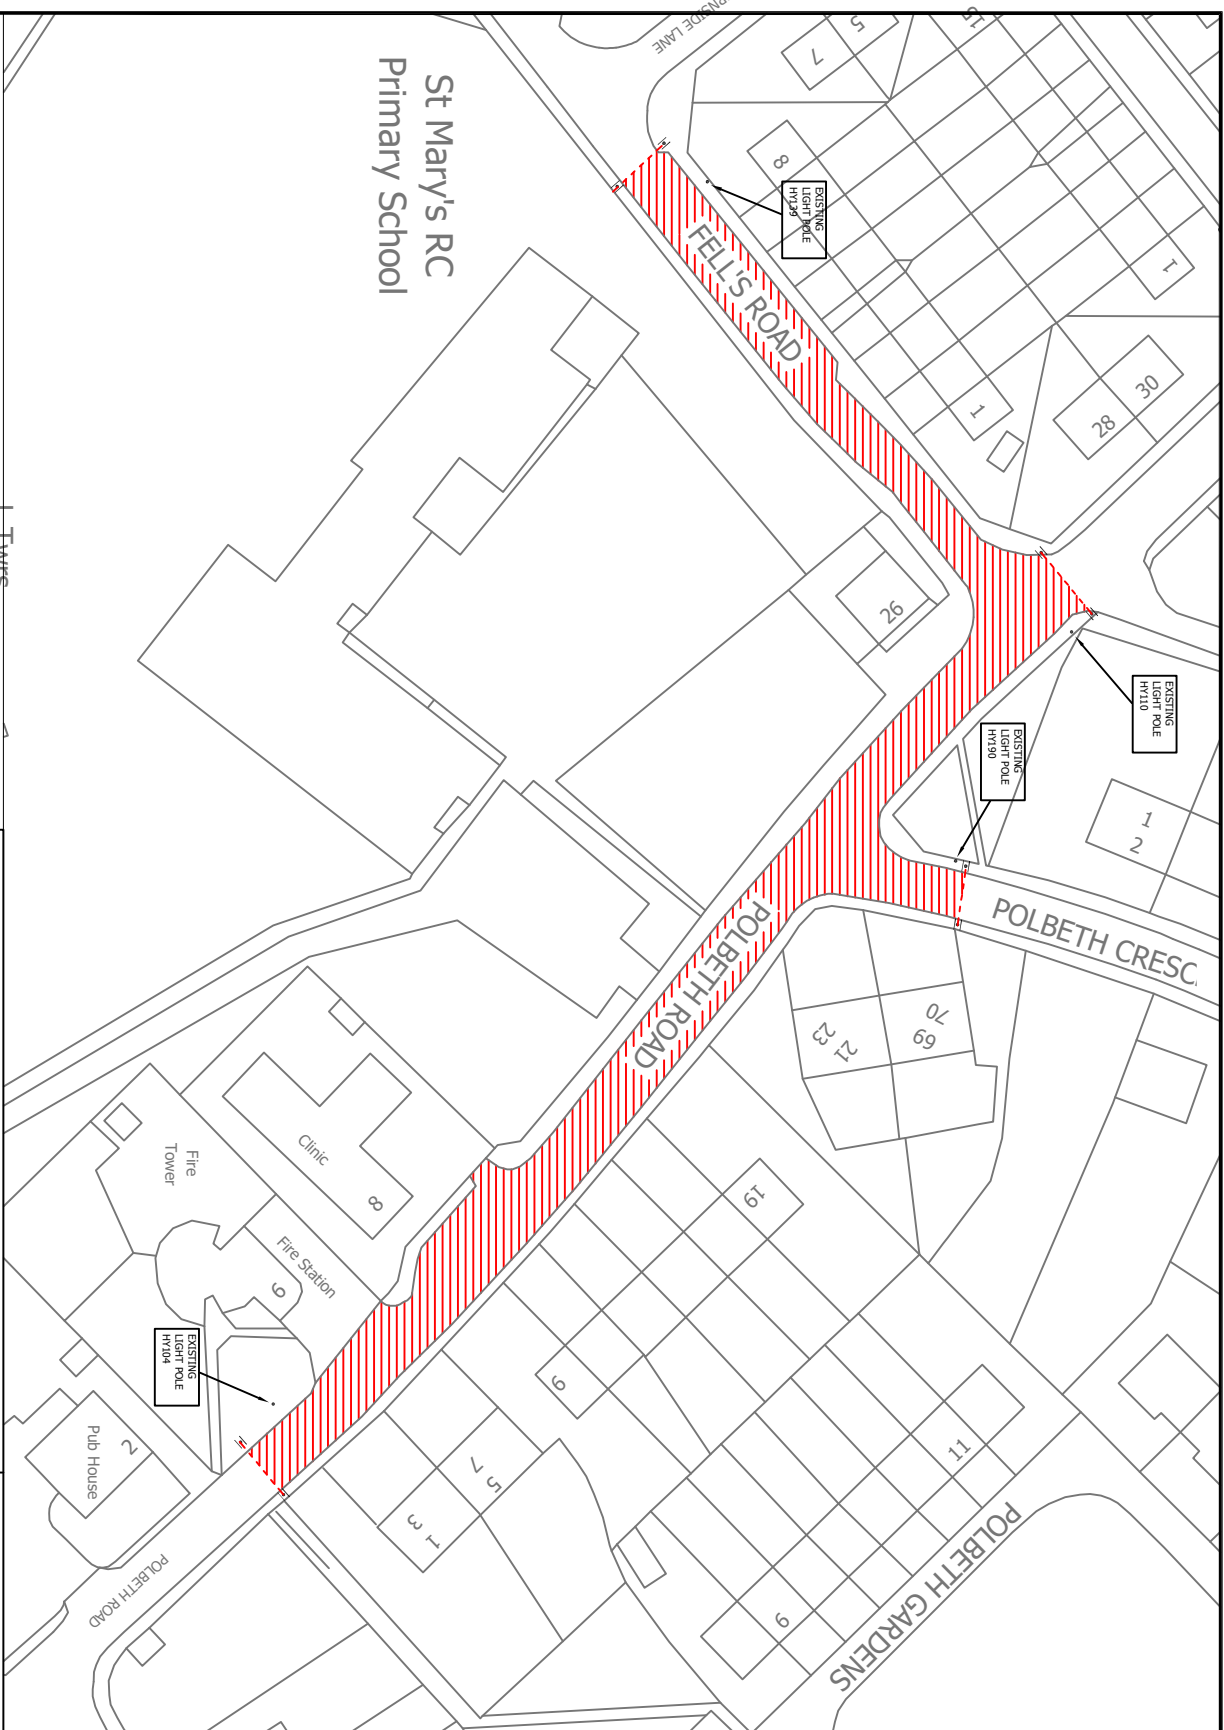 St Mary's RC
Primary School
FELL'S ROAD
EXISTING
LIGHT POLE
HY139
EXISTING
LIGHT POLE
HY110
EXISTING
LIGHT POLE
HY190
EXISTING
LIGHT POLE
HY104
POLBETH ROAD
POLBETH CRESC.
POLBETH GARDENS
POLBETH ROAD
Clinic
8
Fire
Tower
Fire Station
6
Pub House
2
5
7
15
8
1
1
30
28
26
1
2
70
69
21
23
19
9
11
9
7
5
3
1